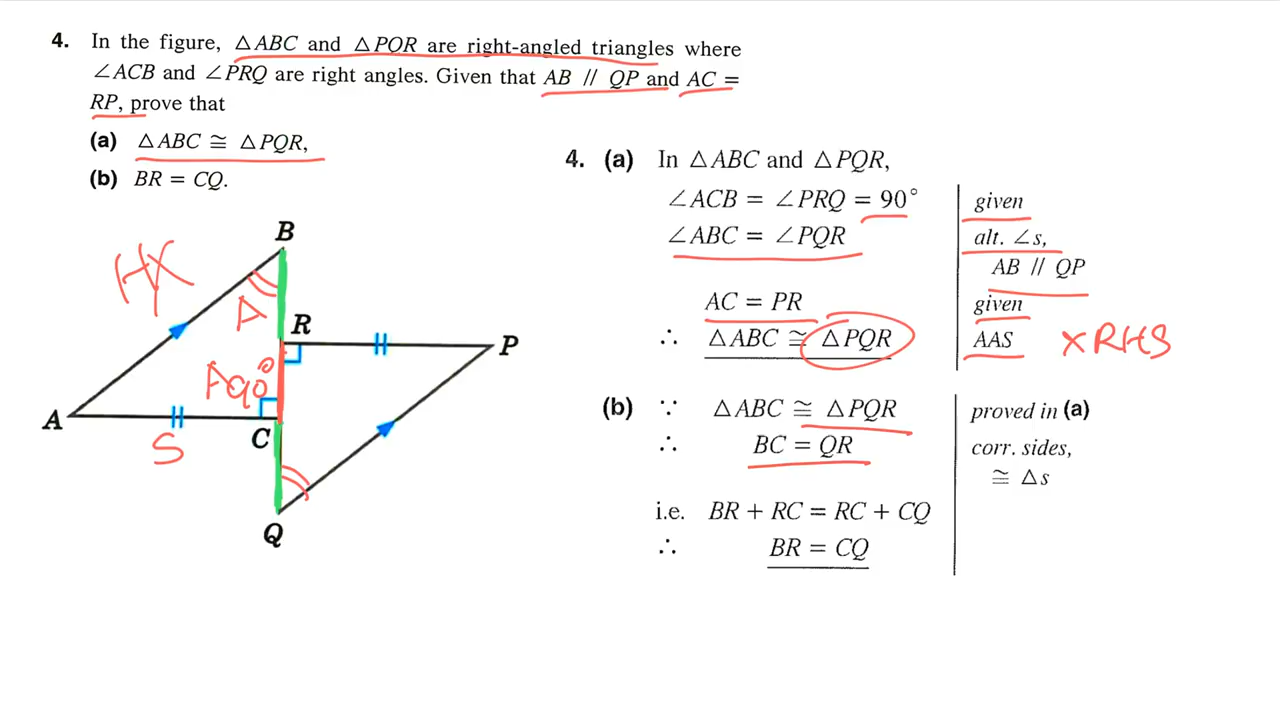 4. In the figure, △ABC and △PQR are right-angled triangles where
∠ACB and ∠PRQ are right angles. Given that AB // QP and AC =
RP, prove that
(a) △ABC ≅ △PQR,
(b) BR = CQ.
4. (a) In △ABC and △PQR,
∠ACB = ∠PRQ = 90° given
∠ABC = ∠PQR alt. ∠s,
AB // QP
AC = PR given
∴ △ABC ≅ △PQR AAS ×RHS
(b) ∵ △ABC ≅ △PQR proved in (a)
∴ BC = QR corr. sides,
≅ △s
i.e. BR + RC = RC + CQ
∴ BR = CQ
B
A
R
P
A90°
A
C
S
Q